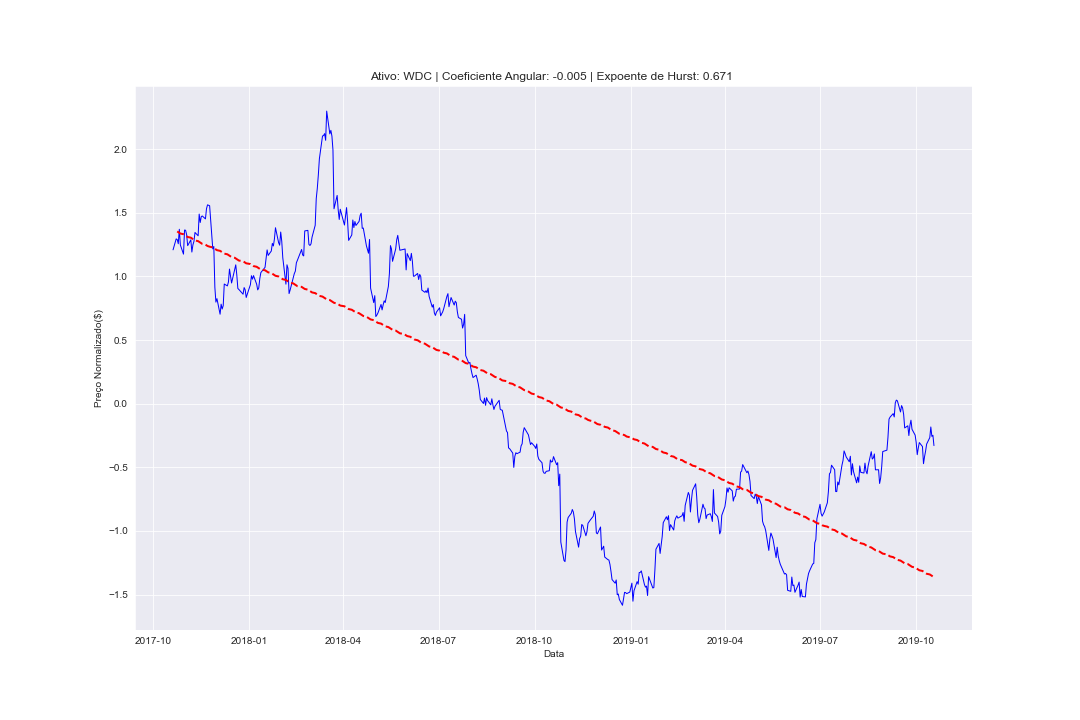 Ativo: WDC | Coeficiente Angular: -0.005 | Expoente de Hurst: 0.671
Preço Normalizado($)
2.0
1.5
1.0
0.5
0.0
−0.5
−1.0
−1.5
2017-10 2018-01 2018-04 2018-07 2018-10 2019-01 2019-04 2019-07 2019-10
Data